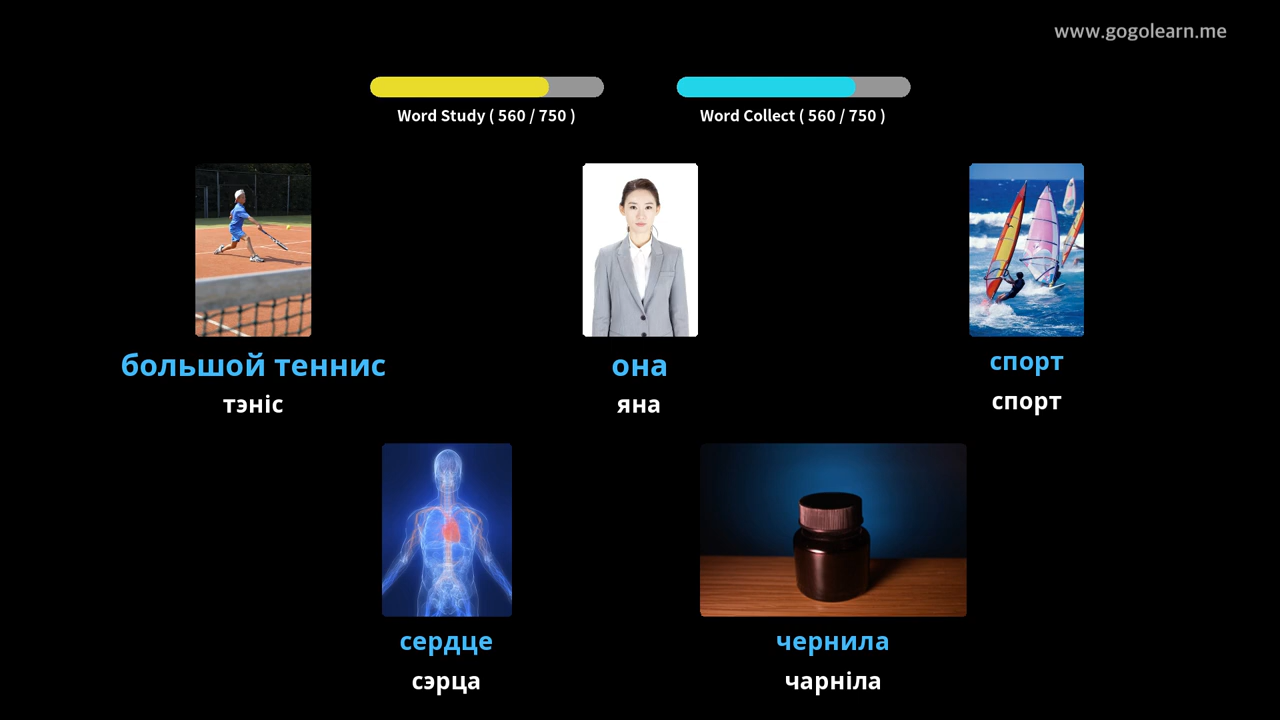 www.gogolearn.me
Word Study ( 560 / 750 )
Word Collect ( 560 / 750 )
большой теннис
тэніс
она
яна
спорт
спорт
сердце
сэрца
чернила
чарніла